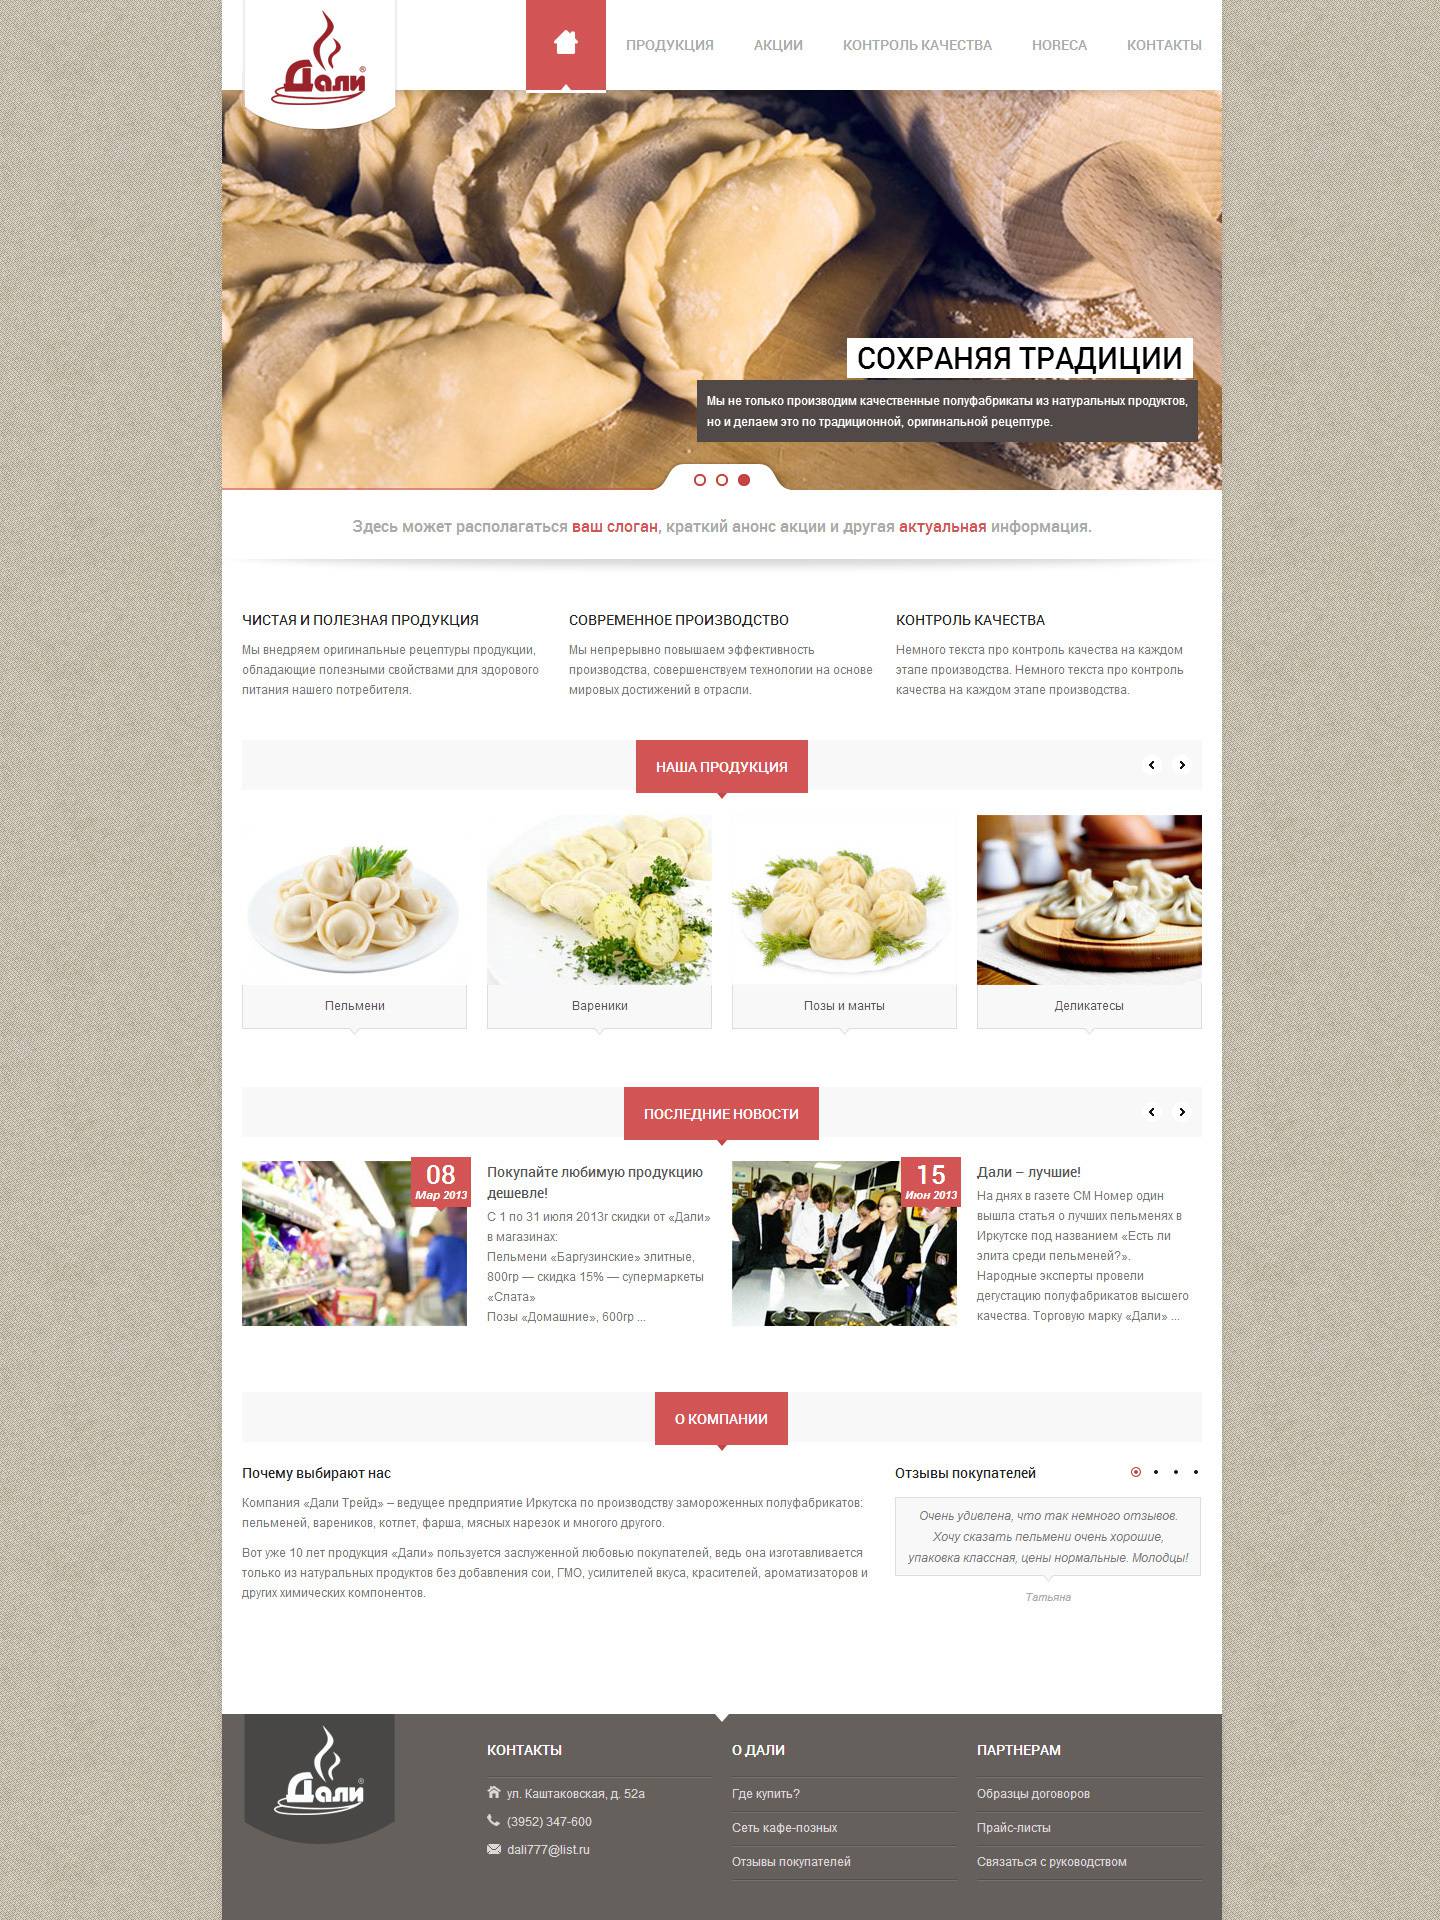 Дали®
ПРОДУКЦИЯ
АКЦИИ
КОНТРОЛЬ КАЧЕСТВА
HORECA
КОНТАКТЫ
СОХРАНЯЯ ТРАДИЦИИ
Мы не только производим качественные полуфабрикаты из натуральных продуктов,
но и делаем это по традиционной, оригинальной рецептуре.
Здесь может располагаться ваш слоган, краткий анонс акции и другая актуальная информация.
ЧИСТАЯ И ПОЛЕЗНАЯ ПРОДУКЦИЯ
Мы внедряем оригинальные рецептуры продукции,
обладающие полезными свойствами для здорового
питания нашего потребителя.
СОВРЕМЕННОЕ ПРОИЗВОДСТВО
Мы непрерывно повышаем эффективность
производства, совершенствуем технологии на основе
мировых достижений в отрасли.
КОНТРОЛЬ КАЧЕСТВА
Немного текста про контроль качества на каждом
этапе производства. Немного текста про контроль
качества на каждом этапе производства.
НАША ПРОДУКЦИЯ
Пельмени
Вареники
Позы и манты
Деликатесы
ПОСЛЕДНИЕ НОВОСТИ
08
Мар 2013
Покупайте любимую продукцию
дешевле!
С 1 по 31 июля 2013г скидки от «Дали»
в магазинах:
Пельмени «Баргузинские» элитные,
800гр — скидка 15% — супермаркеты
«Слата»
Позы «Домашние», 600гр ...
15
Июн 2013
Дали – лучшие!
На днях в газете СМ Номер один
вышла статья о лучших пельменях в
Иркутске под названием «Есть ли
элита среди пельменей?».
Народные эксперты провели
дегустацию полуфабрикатов высшего
качества. Торговую марку «Дали» ...
О КОМПАНИИ
Почему выбирают нас
Компания «Дали Трейд» – ведущее предприятие Иркутска по производству замороженных полуфабрикатов:
пельменей, вареников, котлет, фарша, мясных нарезок и многого другого.
Вот уже 10 лет продукция «Дали» пользуется заслуженной любовью покупателей, ведь она изготавливается
только из натуральных продуктов без добавления сои, ГМО, усилителей вкуса, красителей, ароматизаторов и
других химических компонентов.
Отзывы покупателей
Очень удивлена, что так немного отзывов.
Хочу сказать пельмени очень хорошие,
упаковка классная, цены нормальные. Молодцы!
Татьяна
Дали®
КОНТАКТЫ
ул. Каштаковская, д. 52а
(3952) 347-600
dali777@list.ru
О ДАЛИ
Где купить?
Сеть кафе-позных
Отзывы покупателей
ПАРТНЕРАМ
Образцы договоров
Прайс-листы
Связаться с руководством